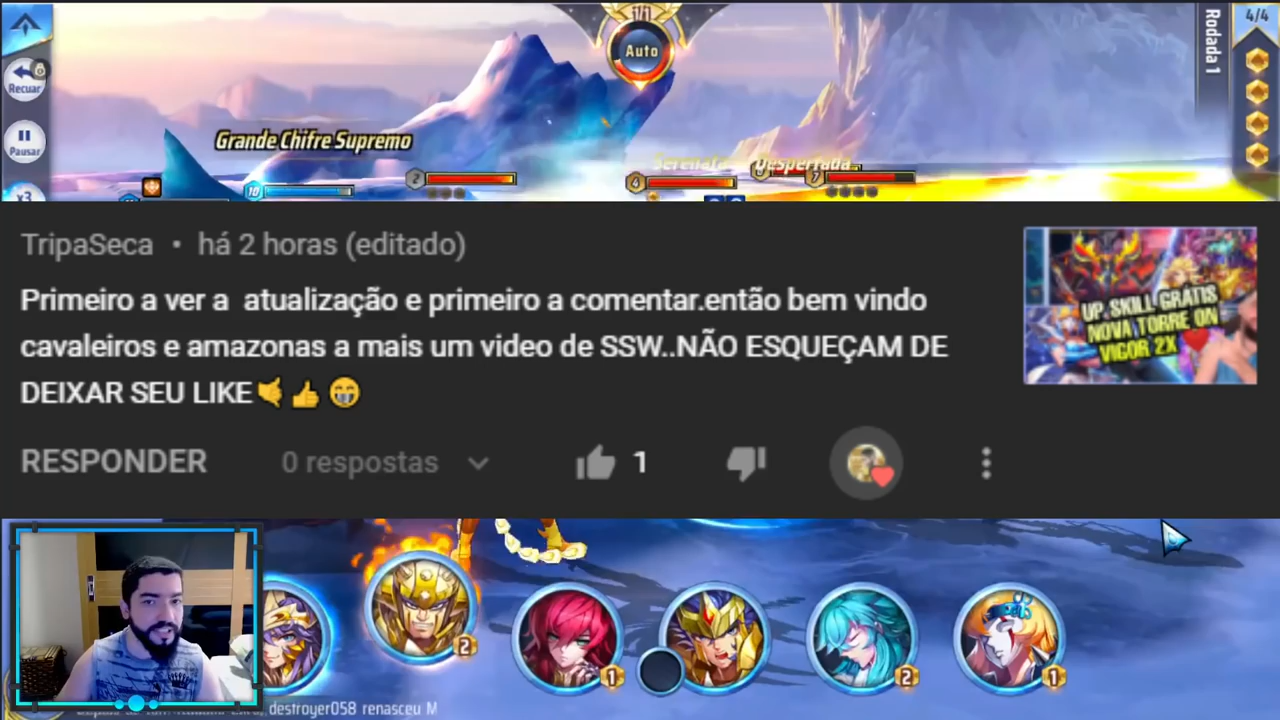 1/1
Auto
4/4
Rodada 1
Recuar
Pausar
x3
Grande Chifre Supremo
10
2
4
Serenata
Despertada
7
TripaSeca • há 2 horas (editado)
Primeiro a ver a atualização e primeiro a comentar.então bem vindo
cavaleiros e amazonas a mais um video de SSW..NÃO ESQUEÇAM DE
DEIXAR SEU LIKE🤙👍😁
UP.SKILL GRÁTIS
NOVA TORRE ON
VIGOR 2X
RESPONDER 0 respostas 1
2
1
2
1
destroyer058 renasceu M